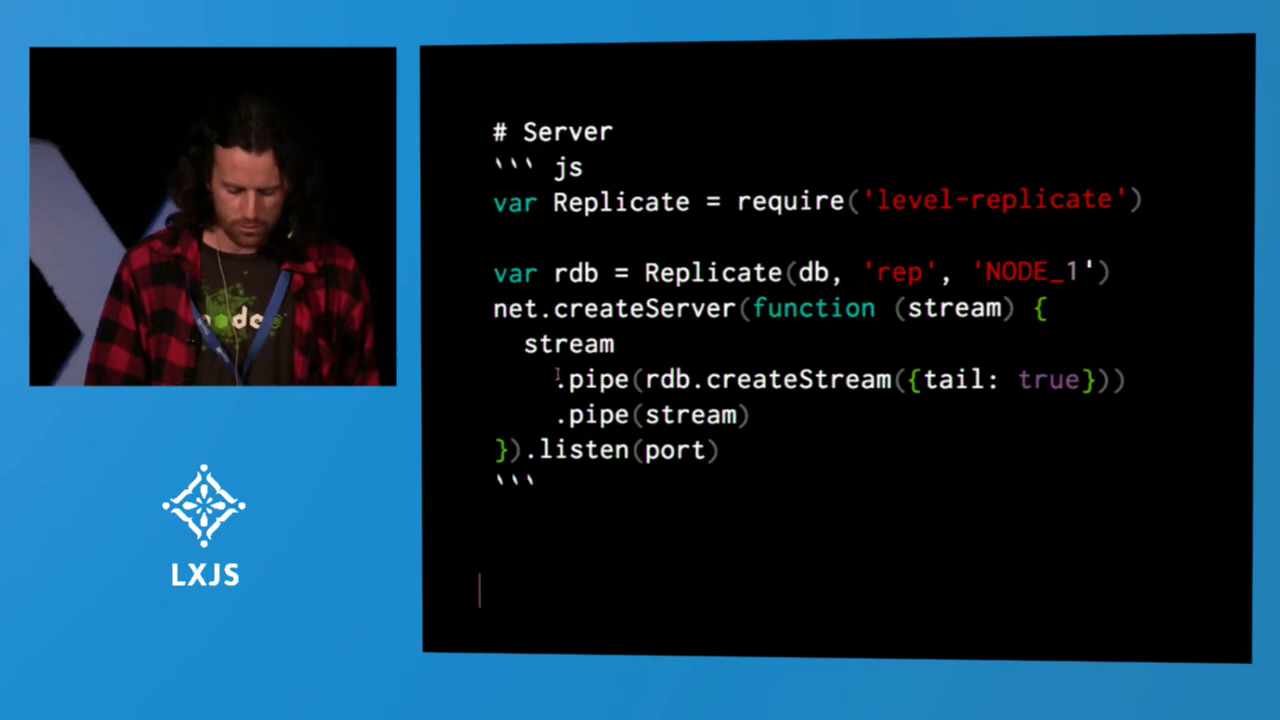 # Server
``` js
var Replicate = require('level-replicate')
var rdb = Replicate(db, 'rep', 'NODE_1')
net.createServer(function (stream) {
  stream
    .pipe(rdb.createStream({tail: true}))
    .pipe(stream)
}).listen(port)
```
node
LXJS